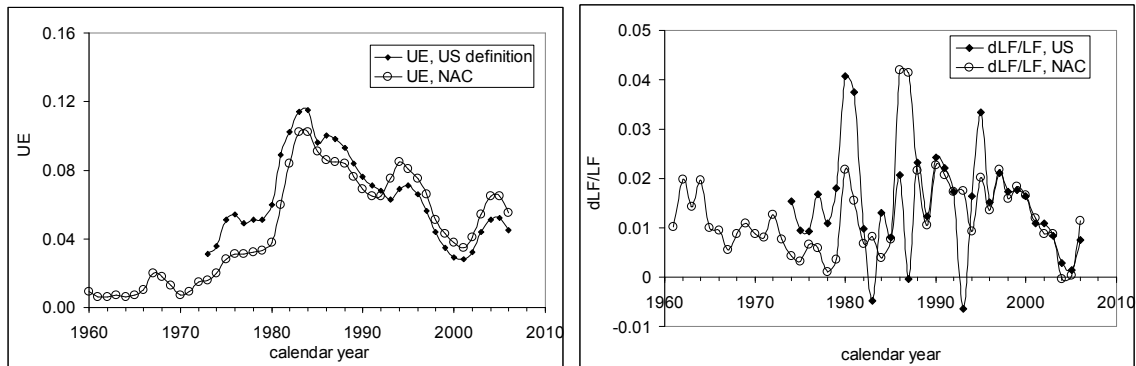 0.16
0.12
0.08
0.04
0.00
UE
UE, US definition
UE, NAC
1960 1970 1980 1990 2000 2010
calendar year
0.05
0.04
0.03
0.02
0.01
0
-0.01
dLF/LF
dLF/LF, US
dLF/LF, NAC
1960 1970 1980 1990 2000 2010
calendar year